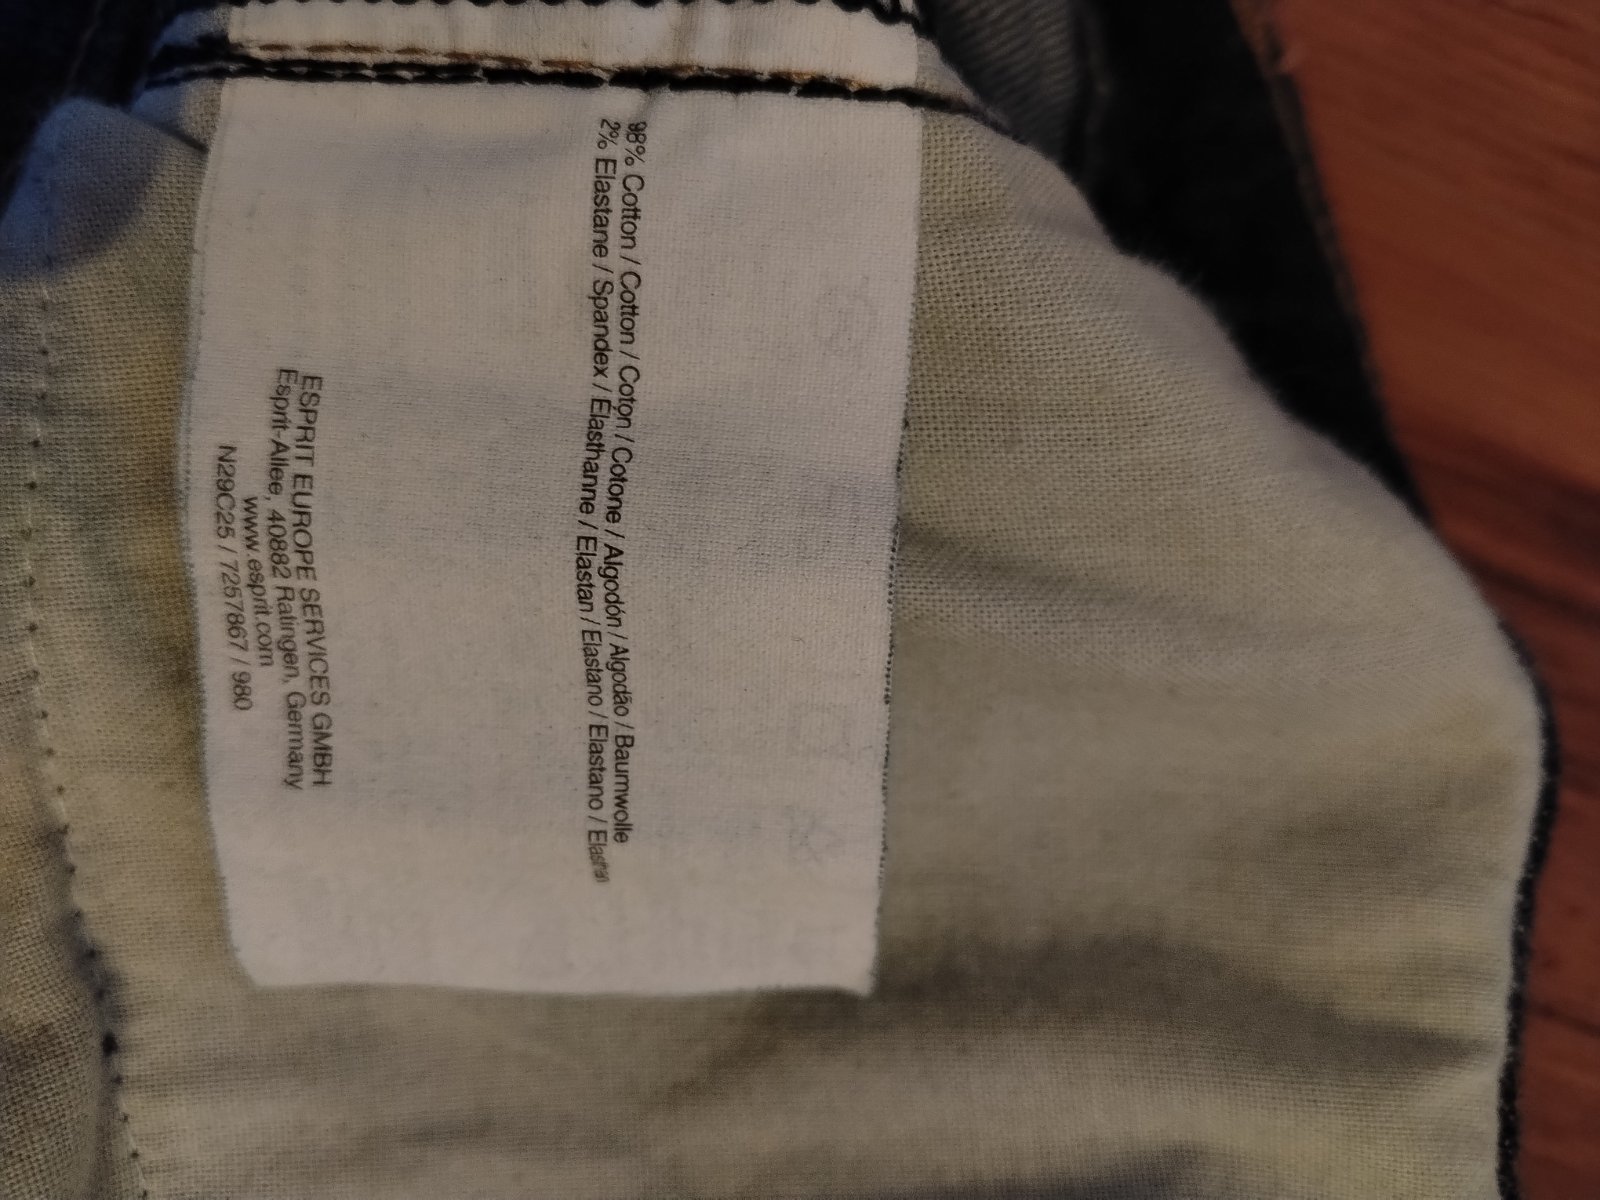 98% Cotton / Cotton / Coton / Cotone / Algodón / Algodão / Baumwolle
2% Elastane / Spandex / Élasthanne / Elastan / Elastano / Elastano /
ESPRIT EUROPE SERVICES GMBH
Esprit-Allee, 40882 Ratingen, Germany
www.esprit.com
N29C25 / 7257867 / 980